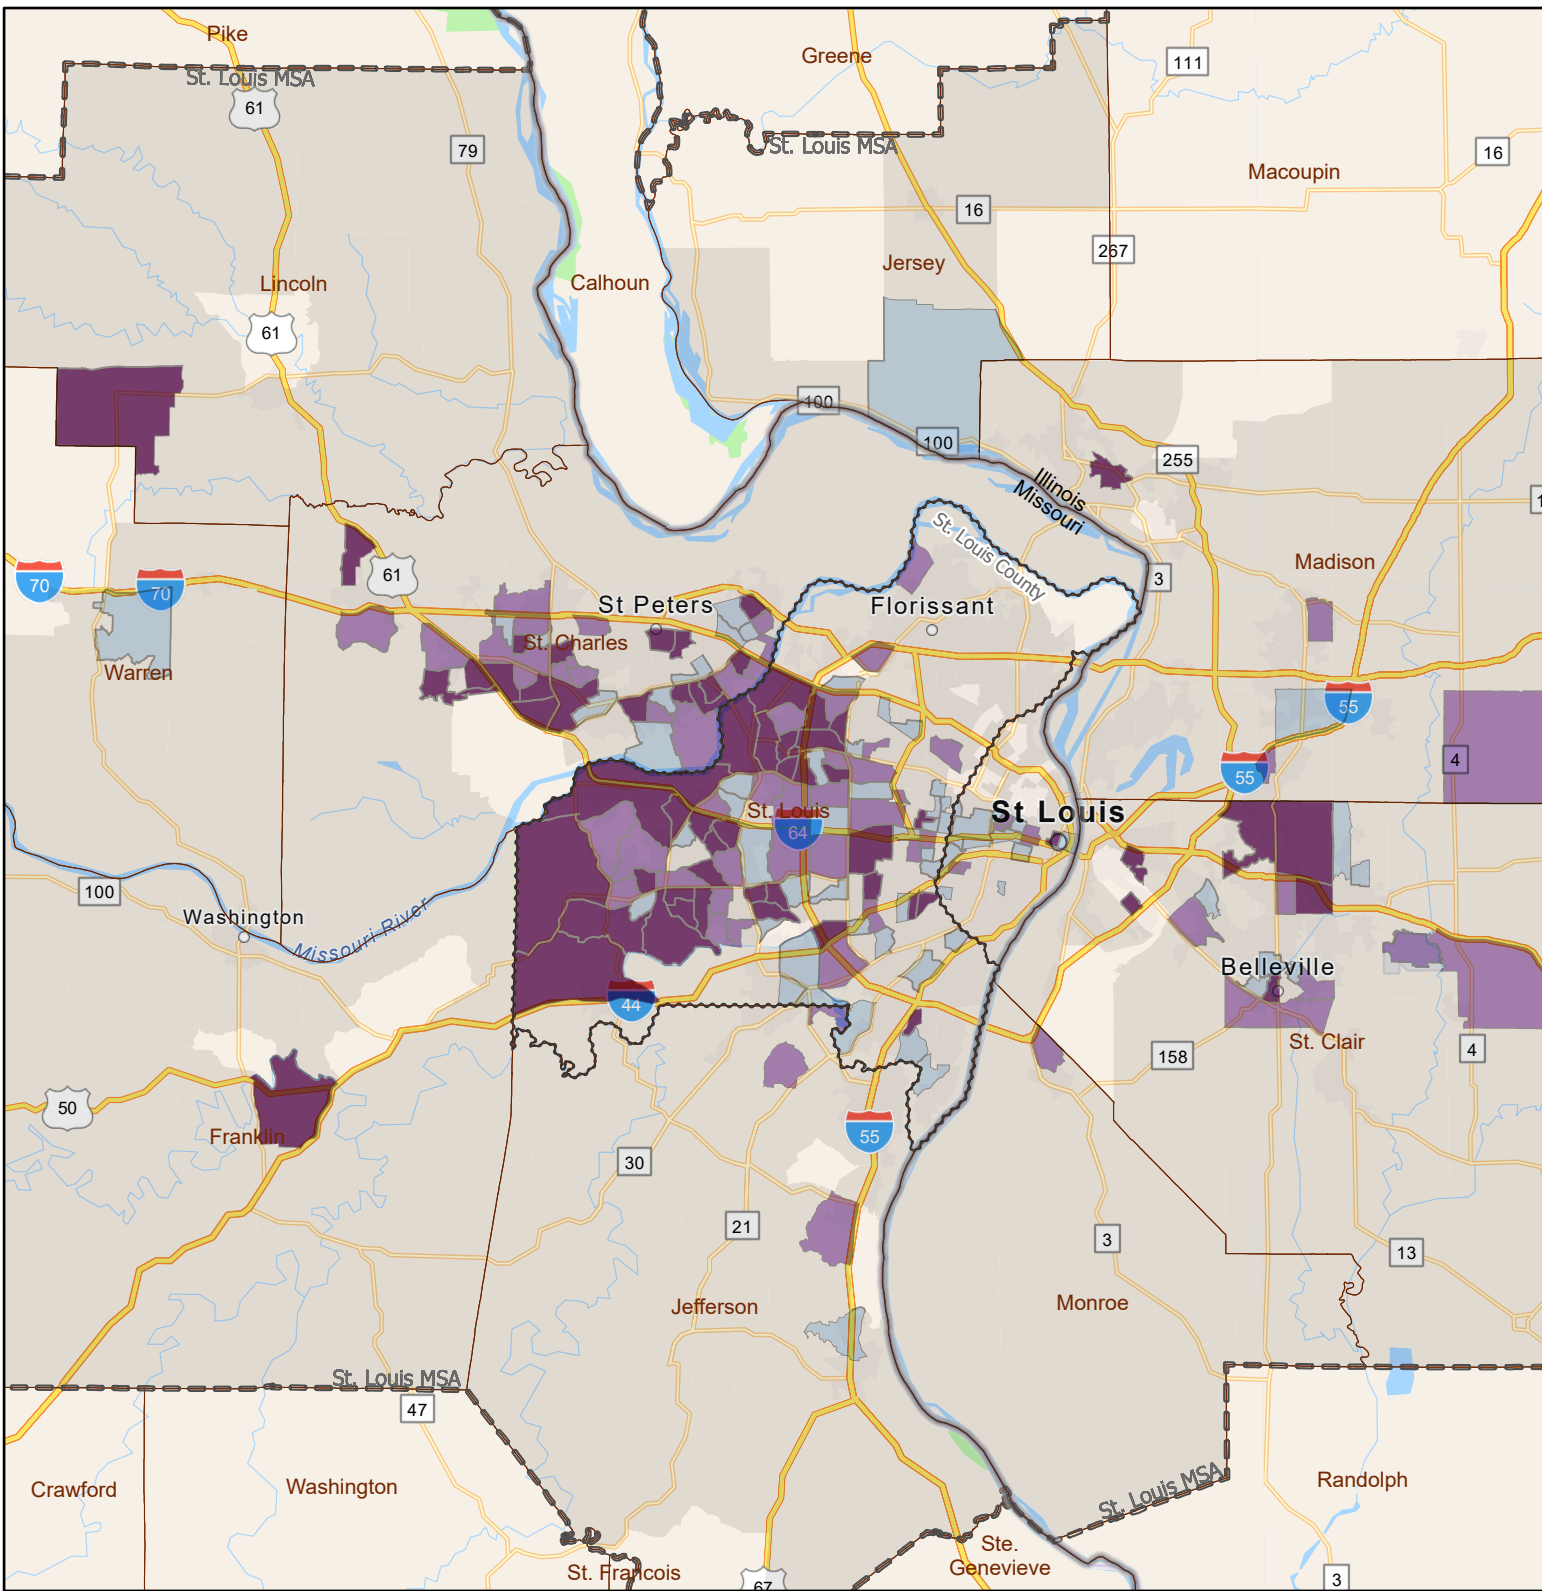 Pike
Greene
St. Louis MSA
61
111
79
St. Louis MSA
16
Macoupin
16
267
Jersey
Lincoln
Calhoun
61
100
100
255
Illinois
Missouri
St. Louis County
Madison
70
70
61
3
St Peters
Florissant
St. Charles
Warren
55
4
55
St. Louis
St Louis
64
100
Washington
Missouri River
Belleville
44
St. Clair
4
158
50
Franklin
55
30
21
3
13
Jefferson
Monroe
St. Louis MSA
47
St. Louis MSA
Crawford
Washington
Randolph
Ste.
Genevieve
St. Francois
67
3